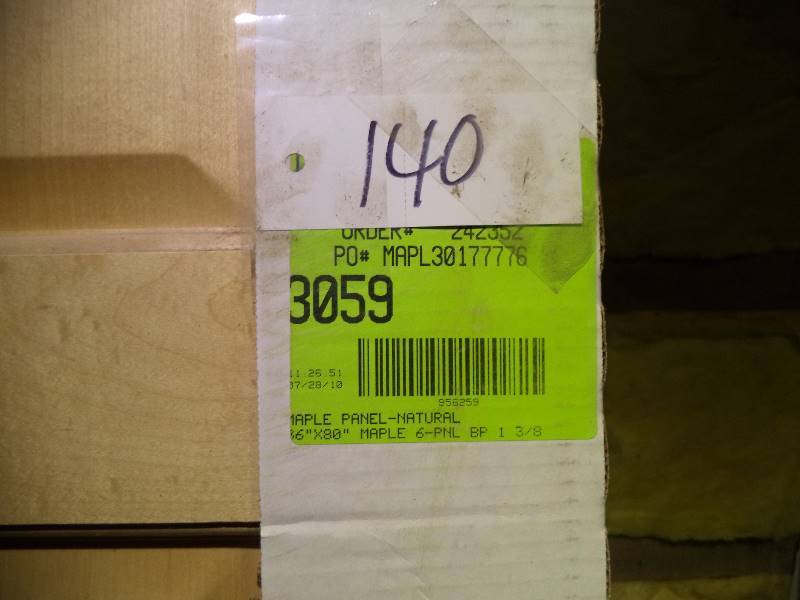 140
ORDER# 242352
PO# MAPL30177776
3059
11 26 51
07/28/10
956259
MAPLE PANEL-NATURAL
36"X80" MAPLE 6-PNL BP 1 3/8